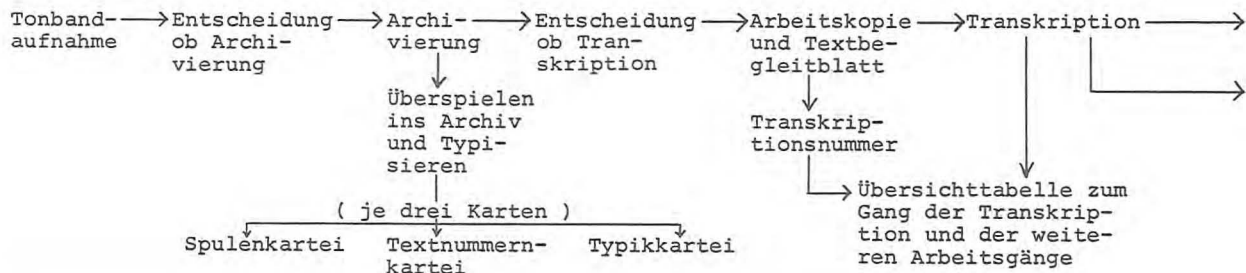 Tonband-
aufnahme
Entscheidung
ob Archi-
vierung
Archi-
vierung
Entscheidung
ob Tran-
skription
Arbeitskopie
und Textbe-
gleitblatt
Transkription
Überspielen
ins Archiv
und Typi-
sieren
Transkrip-
tionsnummer
( je drei Karten )
Spulenkartei
Textnummern-
kartei
Typikkartei
Übersichttabelle zum
Gang der Transkrip-
tion und der weite-
ren Arbeitsgänge